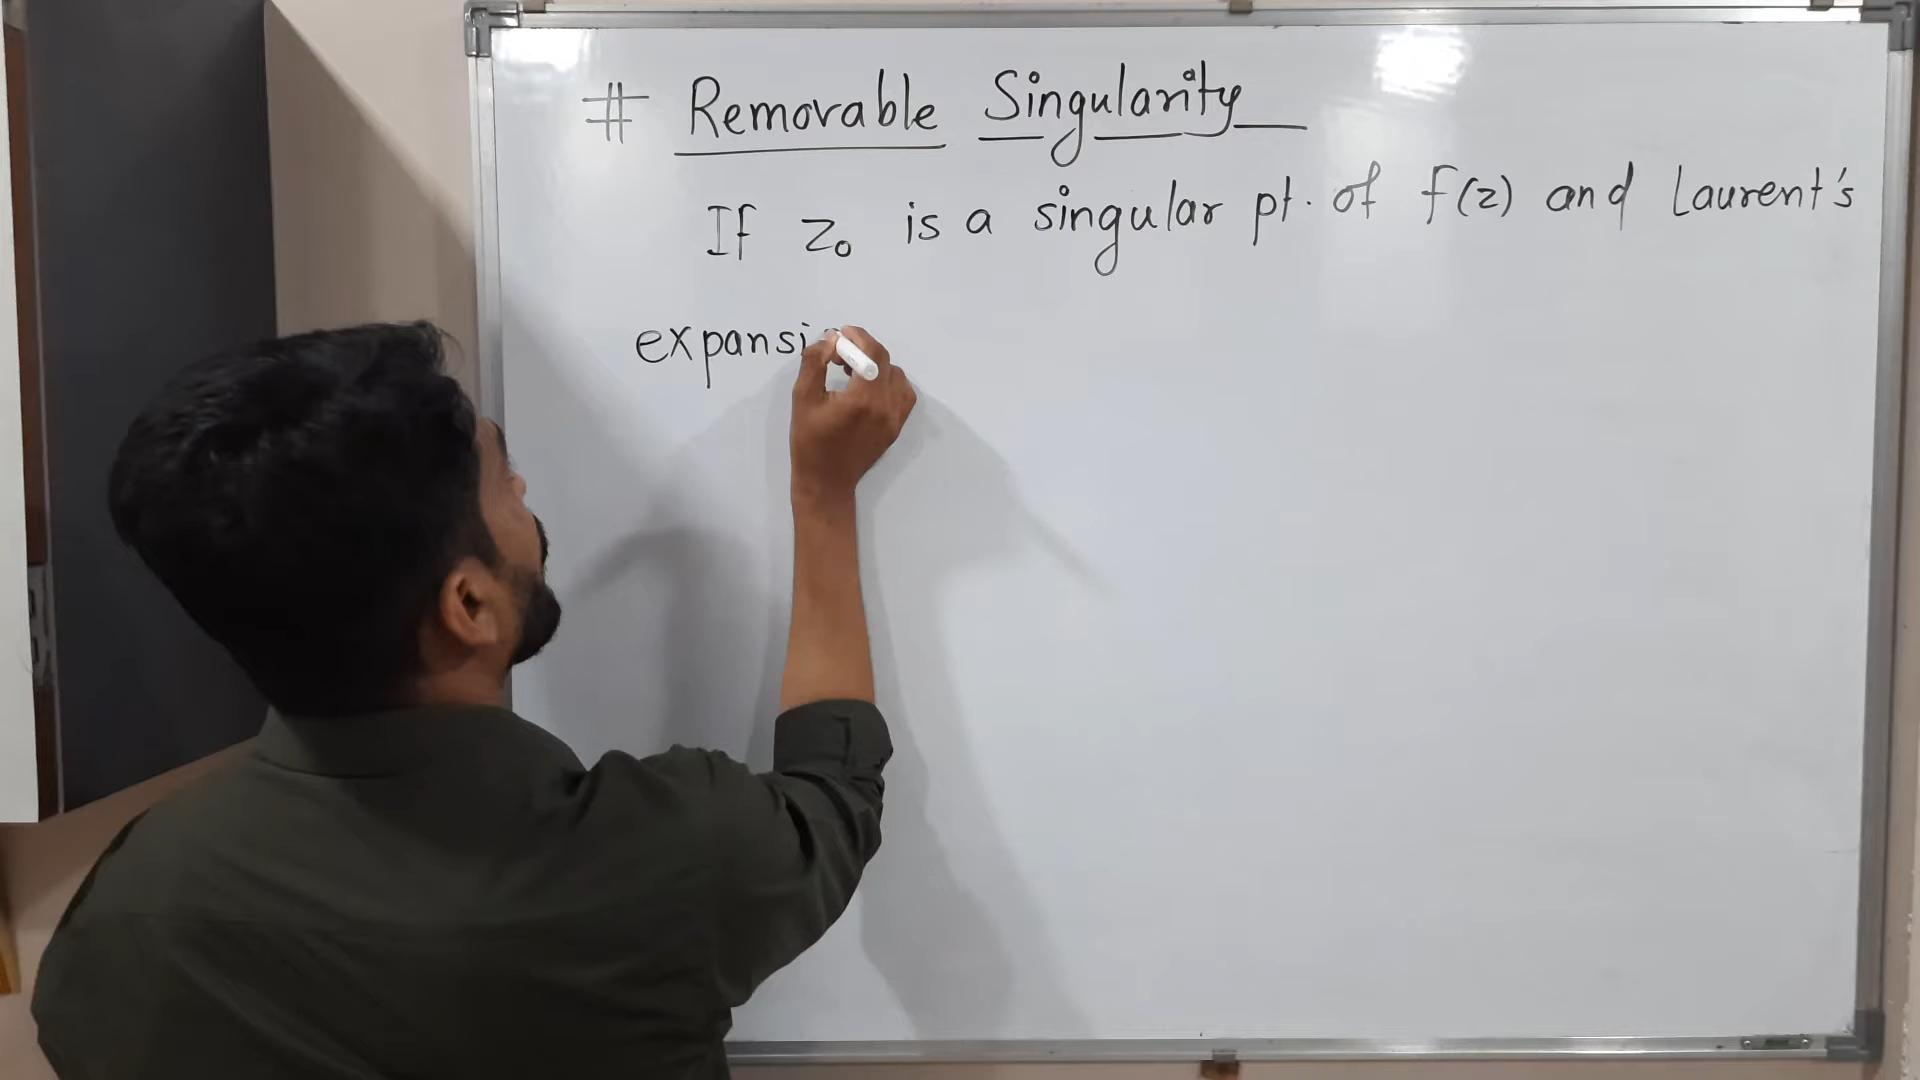 # Removable Singularity
If z₀ is a singular pt. of f(z) and Laurent's
expansi